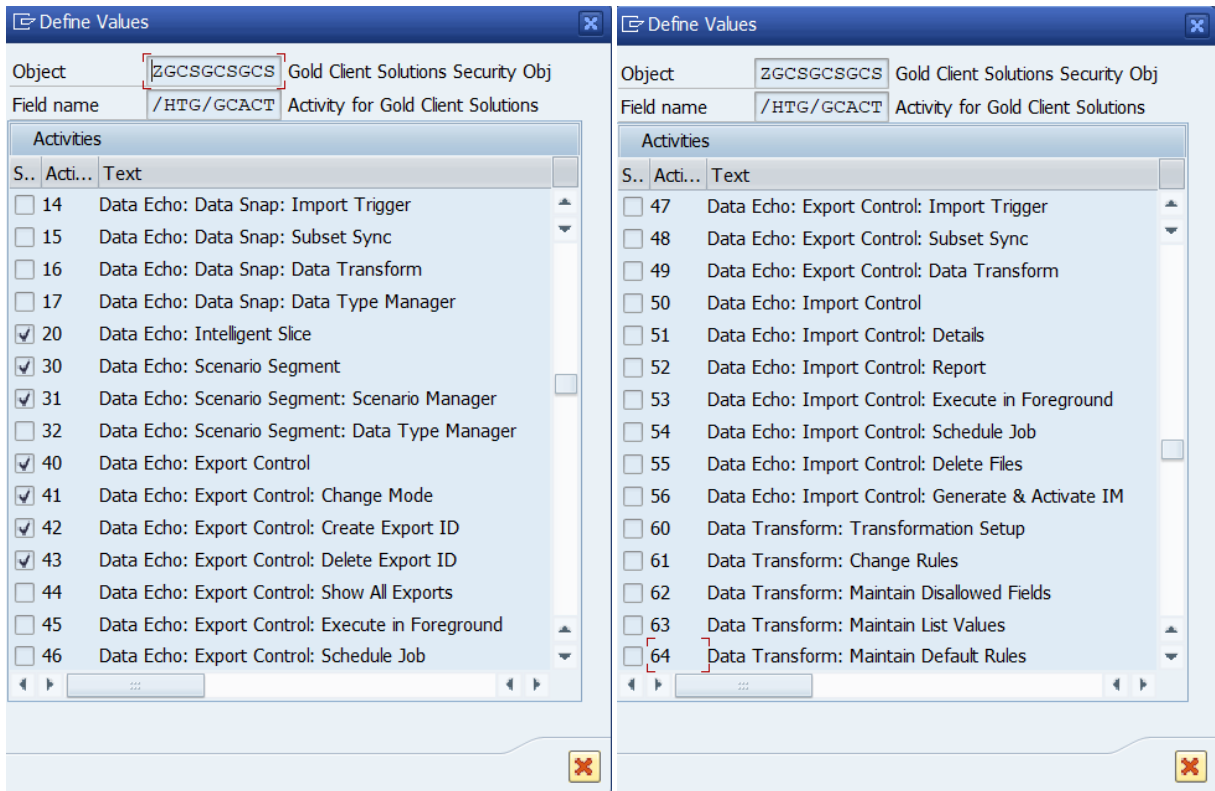 Define Values
Object ZGCSGCSGCS Gold Client Solutions Security Obj
Field name /HTG/GCACT Activity for Gold Client Solutions
Activities
S.. Acti... Text
14 Data Echo: Data Snap: Import Trigger
15 Data Echo: Data Snap: Subset Sync
16 Data Echo: Data Snap: Data Transform
17 Data Echo: Data Snap: Data Type Manager
20 Data Echo: Intelligent Slice
30 Data Echo: Scenario Segment
31 Data Echo: Scenario Segment: Scenario Manager
32 Data Echo: Scenario Segment: Data Type Manager
40 Data Echo: Export Control
41 Data Echo: Export Control: Change Mode
42 Data Echo: Export Control: Create Export ID
43 Data Echo: Export Control: Delete Export ID
44 Data Echo: Export Control: Show All Exports
45 Data Echo: Export Control: Execute in Foreground
46 Data Echo: Export Control: Schedule Job
Define Values
Object ZGCSGCSGCS Gold Client Solutions Security Obj
Field name /HTG/GCACT Activity for Gold Client Solutions
Activities
S.. Acti... Text
47 Data Echo: Export Control: Import Trigger
48 Data Echo: Export Control: Subset Sync
49 Data Echo: Export Control: Data Transform
50 Data Echo: Import Control
51 Data Echo: Import Control: Details
52 Data Echo: Import Control: Report
53 Data Echo: Import Control: Execute in Foreground
54 Data Echo: Import Control: Schedule Job
55 Data Echo: Import Control: Delete Files
56 Data Echo: Import Control: Generate & Activate IM
60 Data Transform: Transformation Setup
61 Data Transform: Change Rules
62 Data Transform: Maintain Disallowed Fields
63 Data Transform: Maintain List Values
64 Data Transform: Maintain Default Rules